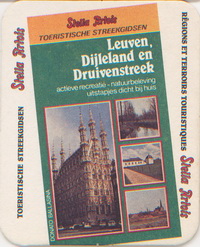 Stella Artois
TOERISTISCHE STREEKGIDSEN
Leuven,
Dijleland en
Druivenstreek
actieve recreatie - natuurbeleving
uitstapjes dicht bij huis
TOERISTISCHE STREEKGIDSEN Stella Artois
RÉGIONS ET TERROIRS TOURISTIQUES Stella Artois